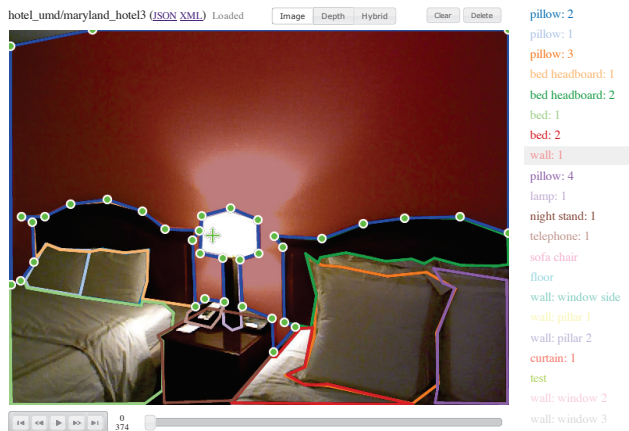 hotel_umd/maryland_hotel3 (JSON XML) Loaded
Image Depth Hybrid
Clear Delete
pillow: 2
pillow: 1
pillow: 3
bed headboard: 1
bed headboard: 2
bed: 1
bed: 2
wall: 1
pillow: 4
lamp: 1
night stand: 1
telephone: 1
sofa chair
floor
wall: window side
wall: pillar 1
wall: pillar 2
curtain: 1
test
wall: window 2
wall: window 3
0
374